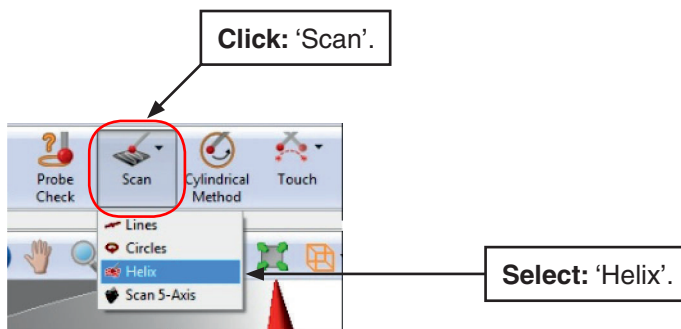 Click: ‘Scan’.
Probe
Check
Scan
Cylindrical
Method
Touch
Lines
Circles
Helix
Scan 5-Axis
Select: ‘Helix’.